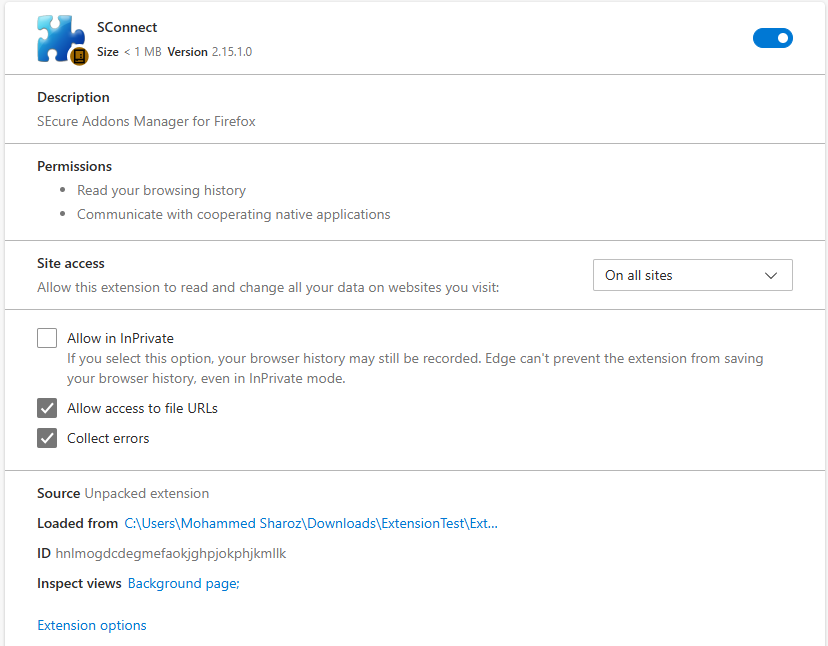 SConnect
Size < 1 MB Version 2.15.1.0
Description
SEcure Addons Manager for Firefox
Permissions
• Read your browsing history
• Communicate with cooperating native applications
Site access
Allow this extension to read and change all your data on websites you visit:
On all sites
Allow in InPrivate
If you select this option, your browser history may still be recorded. Edge can't prevent the extension from saving
your browser history, even in InPrivate mode.
Allow access to file URLs
Collect errors
Source Unpacked extension
Loaded from C:\Users\Mohammed Sharoz\Downloads\ExtensionTest\Ext...
ID hnlmogdcdegmefaokjghpjokphjkmllk
Inspect views Background page;
Extension options